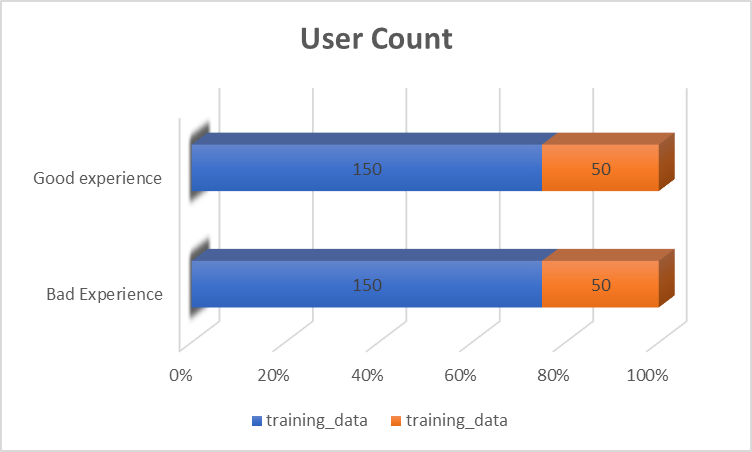 User Count
Good experience
150 50
Bad Experience
150 50
0% 20% 40% 60% 80% 100%
training_data training_data